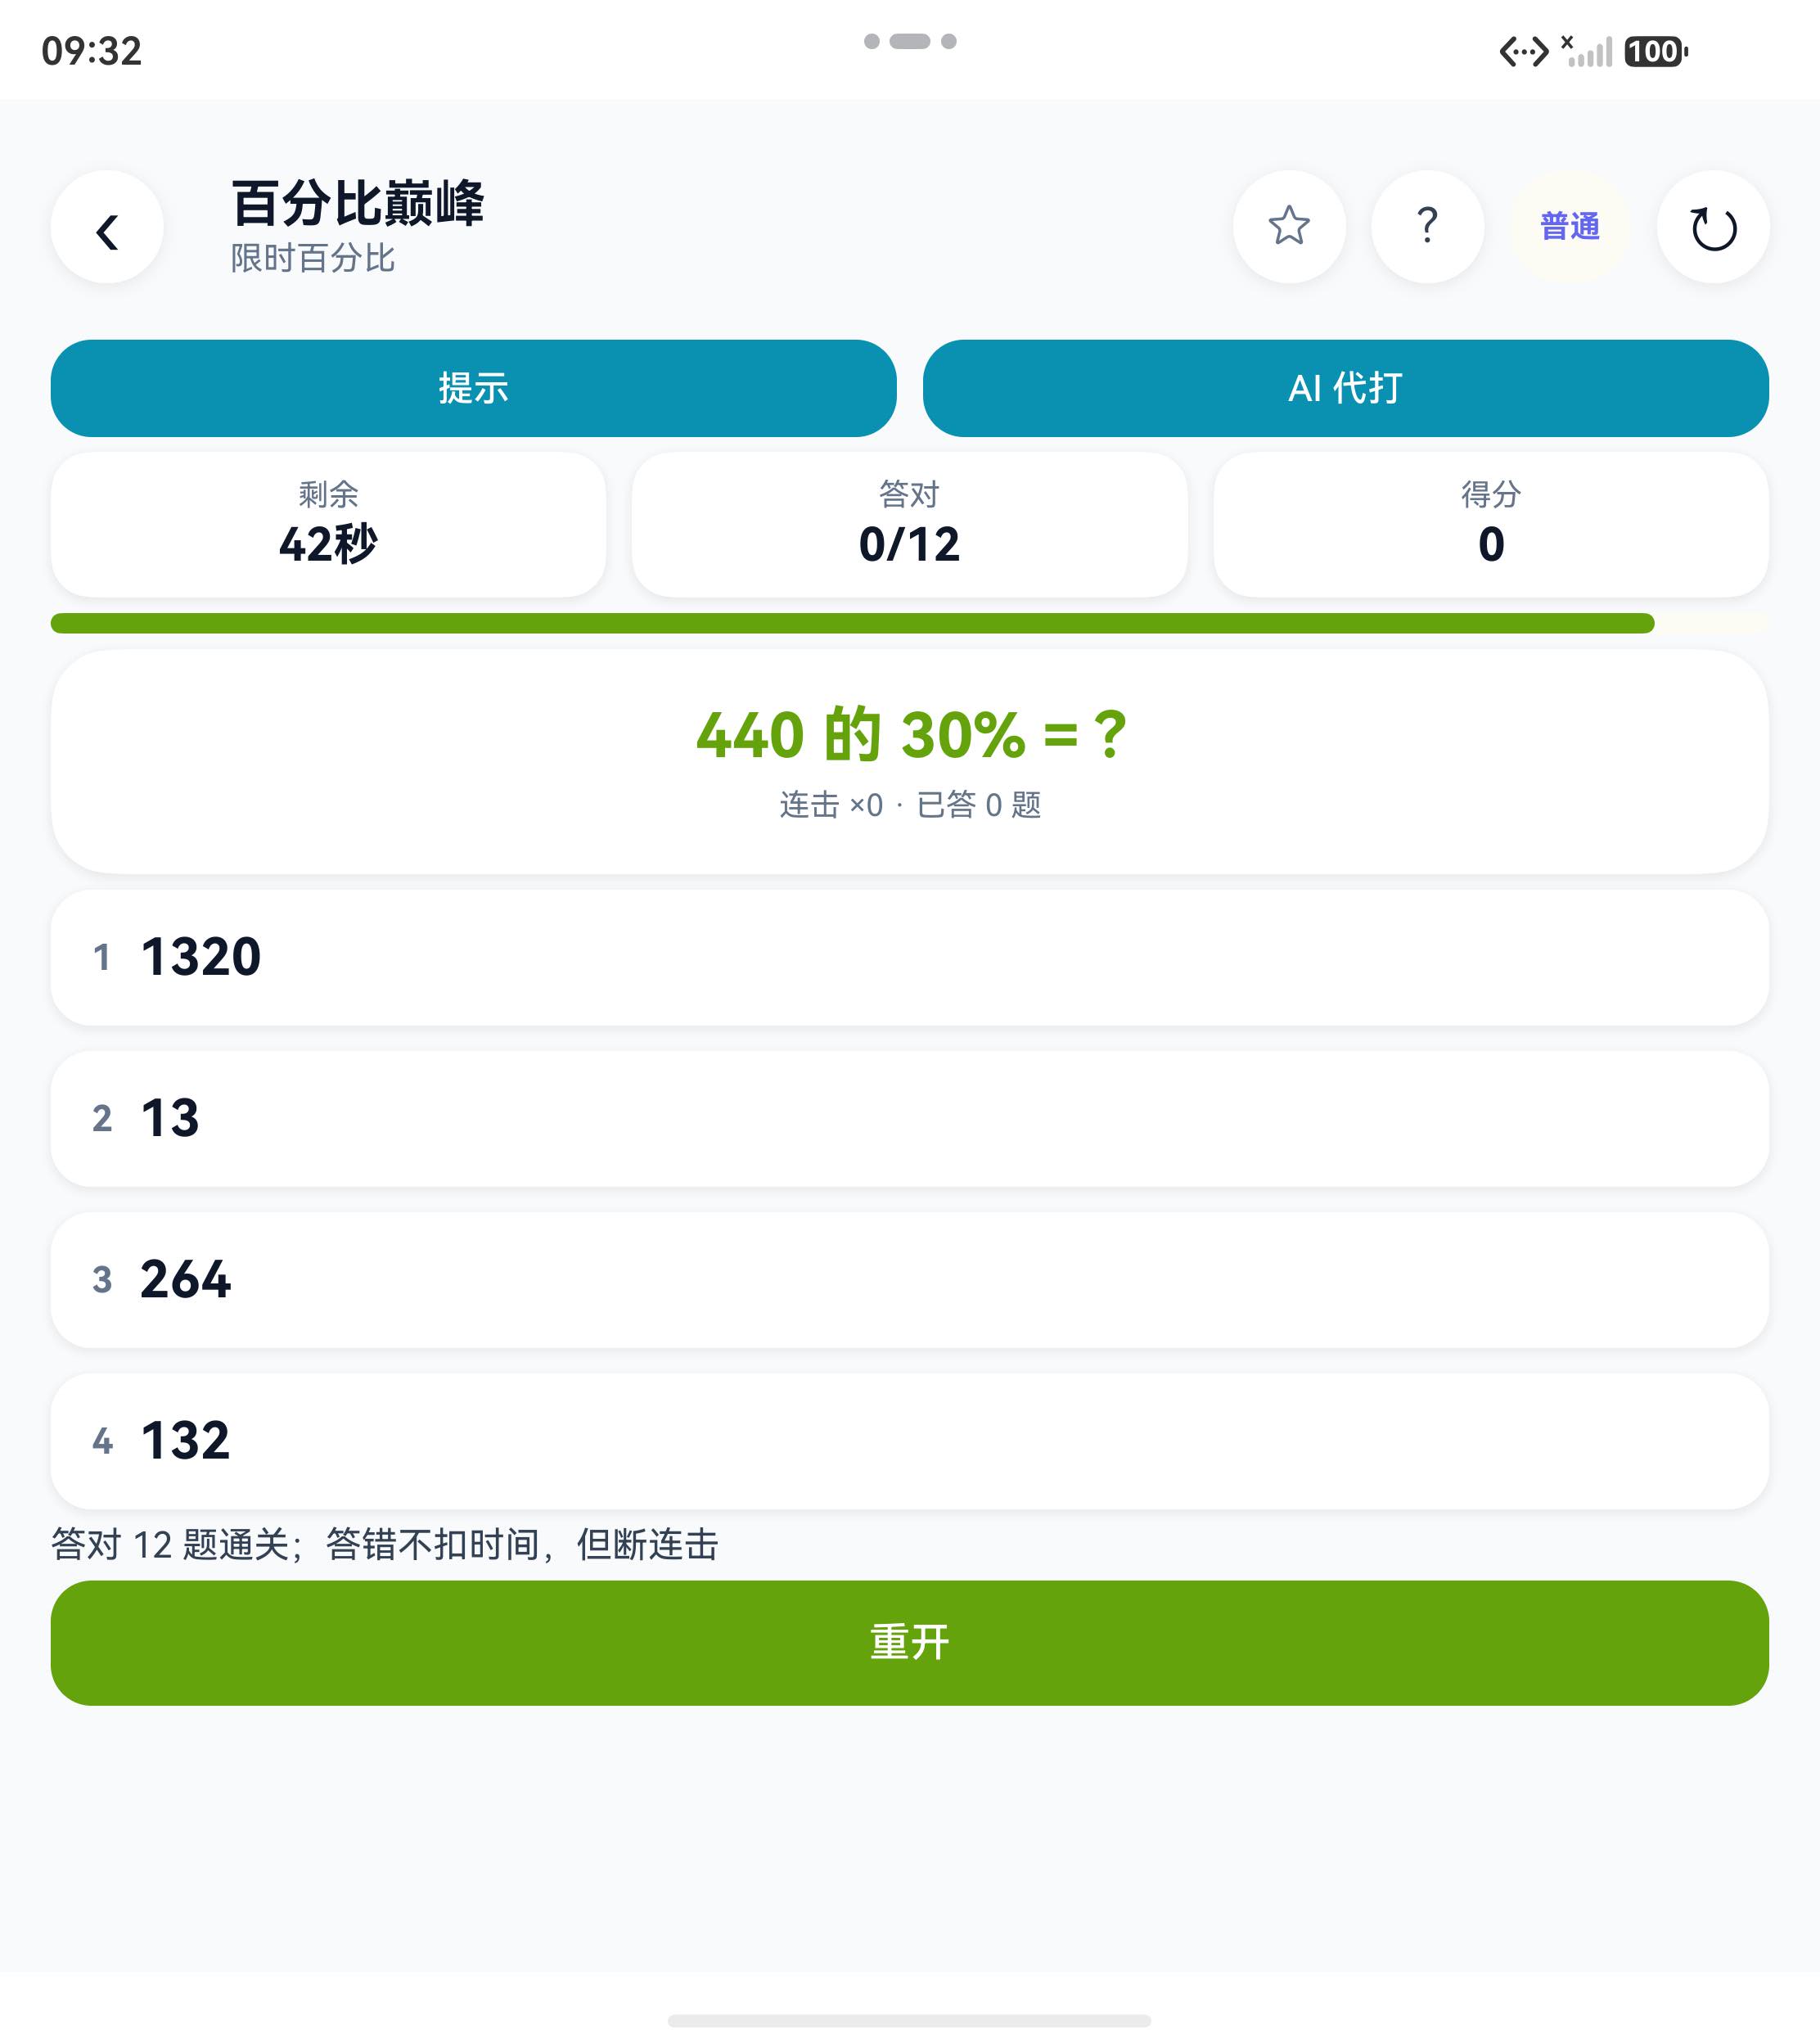 09:32
100
百分比巅峰
限时百分比
?
普通
提示
AI 代打
剩余
42秒
答对
0/12
得分
0
440 的 30% = ?
连击 ×0 · 已答 0 题
1 1320
2 13
3 264
4 132
答对 12 题通关；答错不扣时间，但断连击
重开